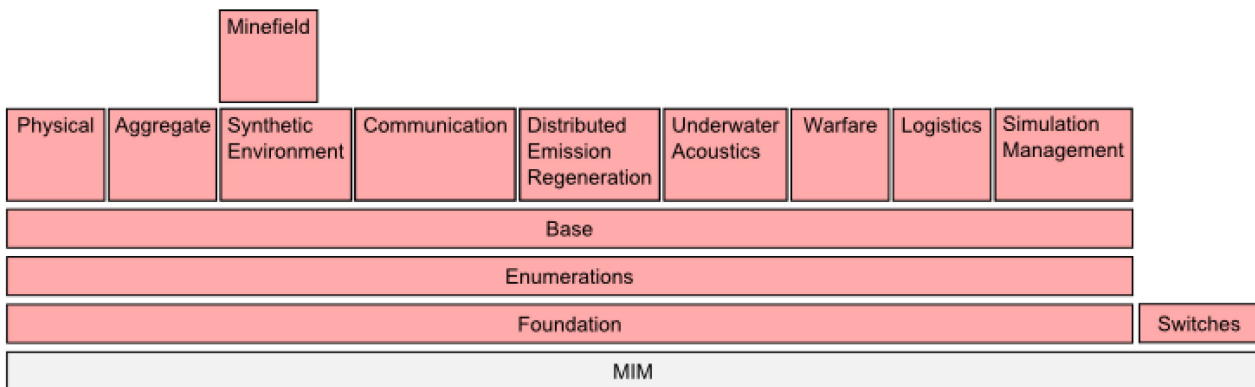 Minefield
Physical
Aggregate
Synthetic
Environment
Communication
Distributed
Emission
Regeneration
Underwater
Acoustics
Warfare
Logistics
Simulation
Management
Base
Enumerations
Foundation
Switches
MIM